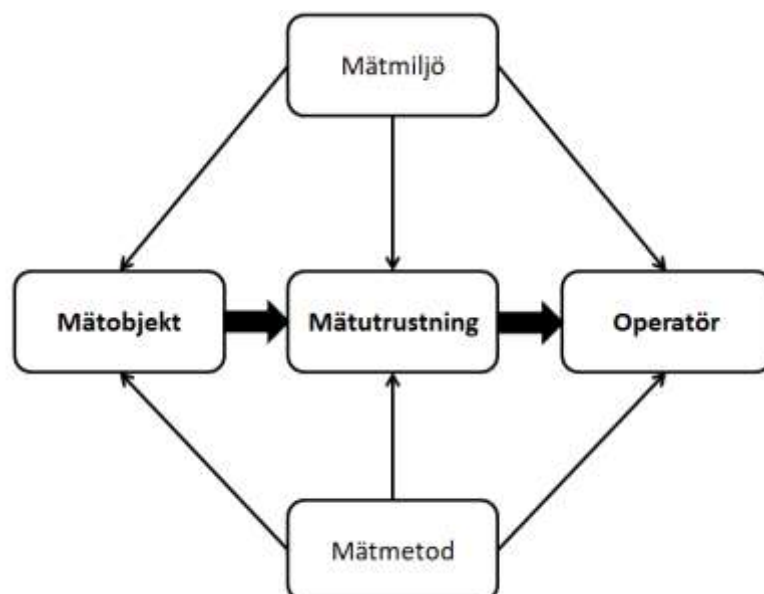 Mätmiljö
Mätobjekt
Mätutrustning
Operatör
Mätmetod